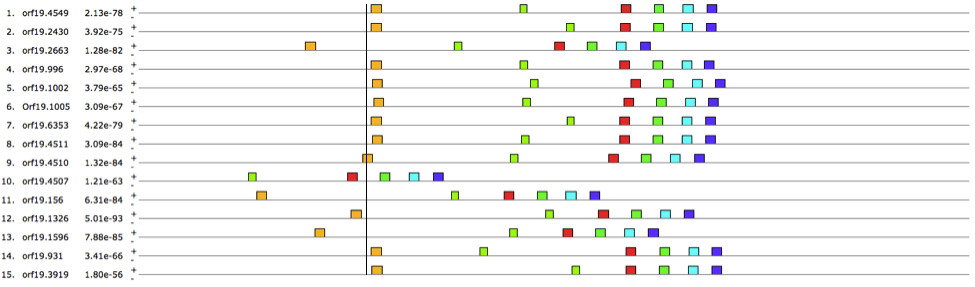 1. orf19.4549 2.13e-78 + -
2. orf19.2430 3.92e-75 + -
3. orf19.2663 1.28e-82 + -
4. orf19.996 2.97e-68 + -
5. orf19.1002 3.79e-65 + -
6. Orf19.1005 3.09e-67 + -
7. orf19.6353 4.22e-79 + -
8. orf19.4511 3.09e-84 + -
9. orf19.4510 1.32e-84 + -
10. orf19.4507 1.21e-63 + -
11. orf19.156 6.31e-84 + -
12. orf19.1326 5.01e-93 + -
13. orf19.1596 7.88e-85 + -
14. orf19.931 3.41e-66 + -
15. orf19.3919 1.80e-56 + -